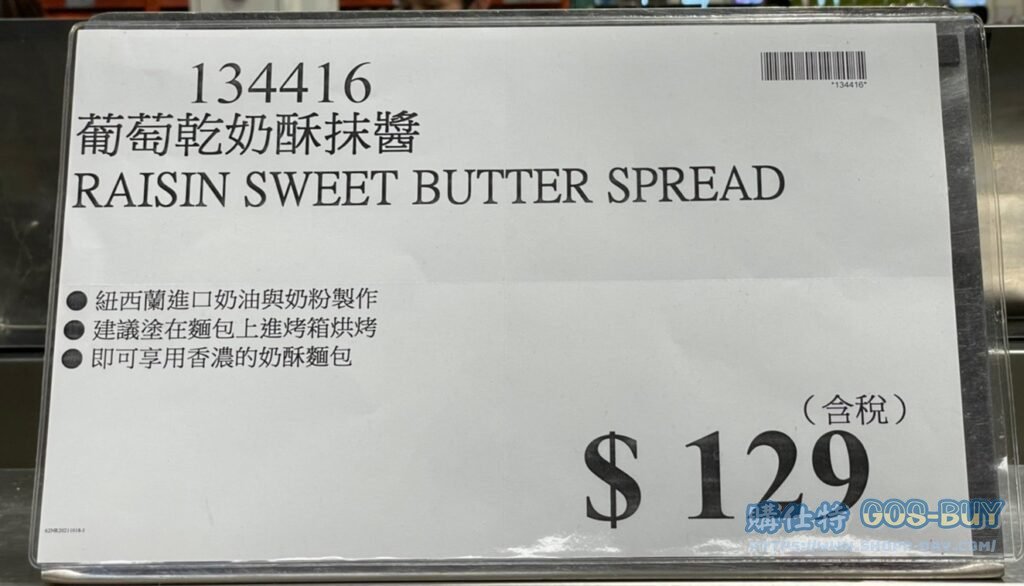 134416
*134416*
葡萄乾奶酥抹醬
RAISIN SWEET BUTTER SPREAD
● 紐西蘭進口奶油與奶粉製作
● 建議塗在麵包上進烤箱烘烤
● 即可享用香濃的奶酥麵包
(含稅)
$ 129
購仕特 GOS-BUY